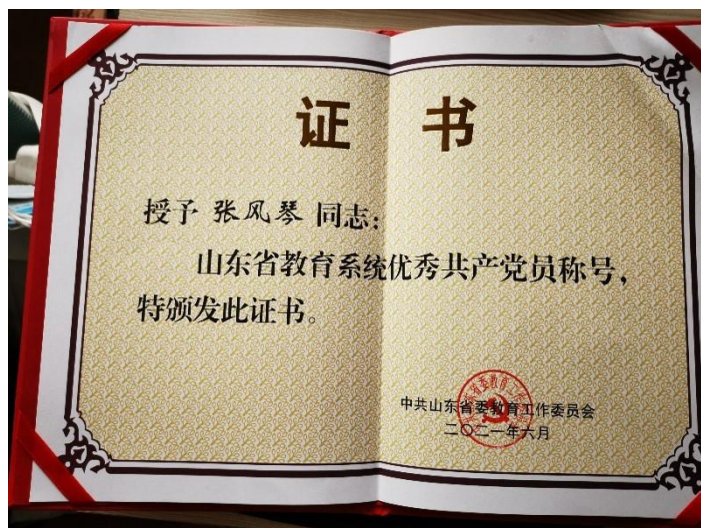 证 书
授予 张风琴 同志：
山东省教育系统优秀共产党员称号，
特颁发此证书。
中共山东省委教育工作委员会
二〇二一年六月